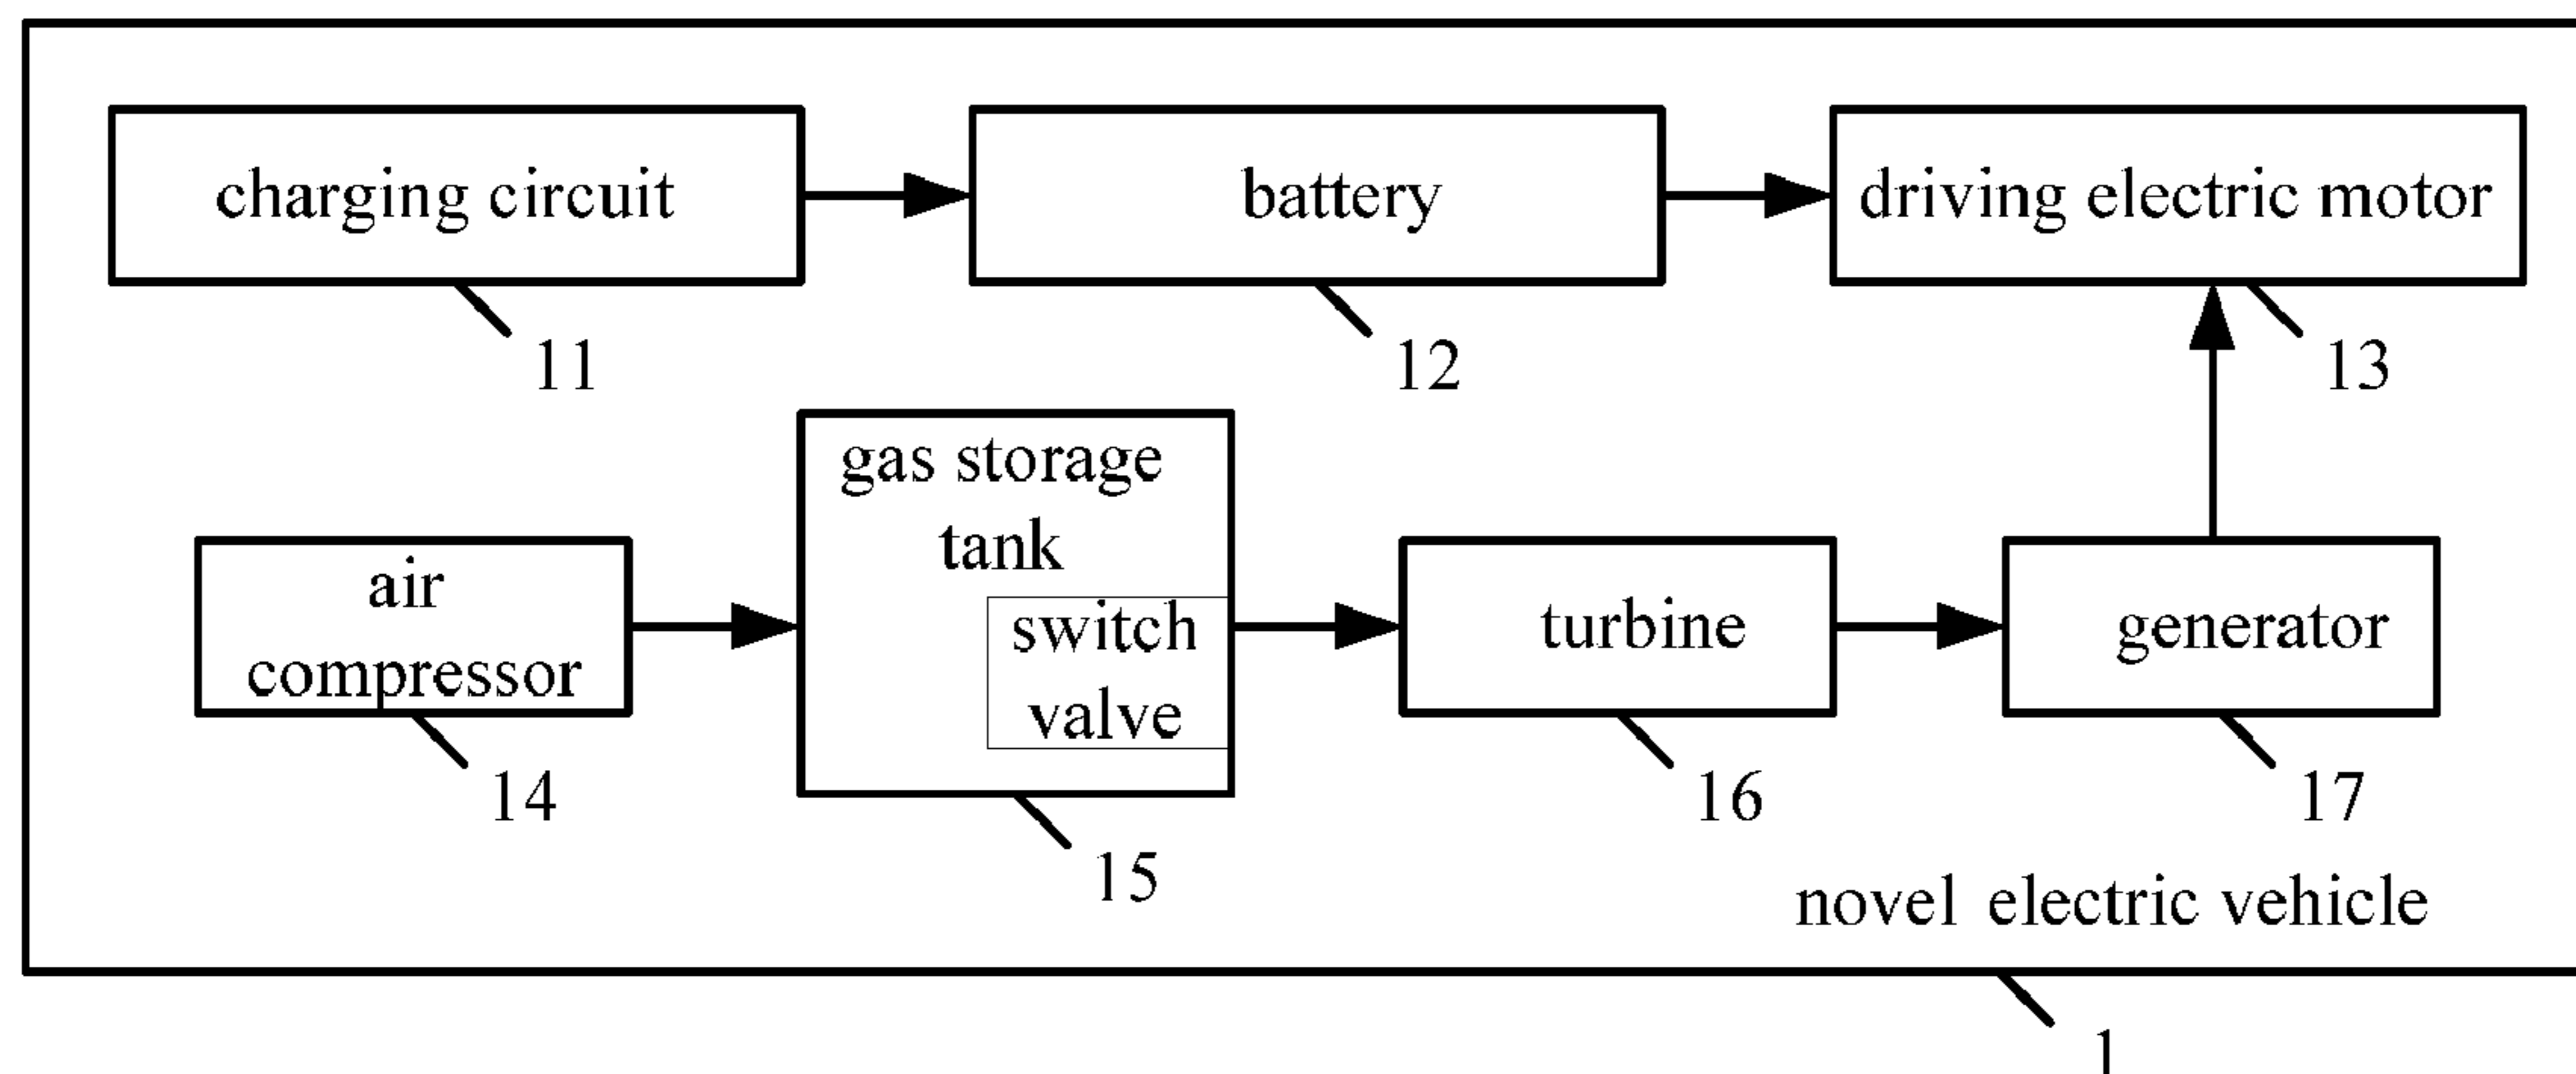 charging circuit
battery
driving electric motor
11
12
13
gas storage
tank
switch
valve
air
compressor
turbine
generator
14
15
16
17
novel electric vehicle
1